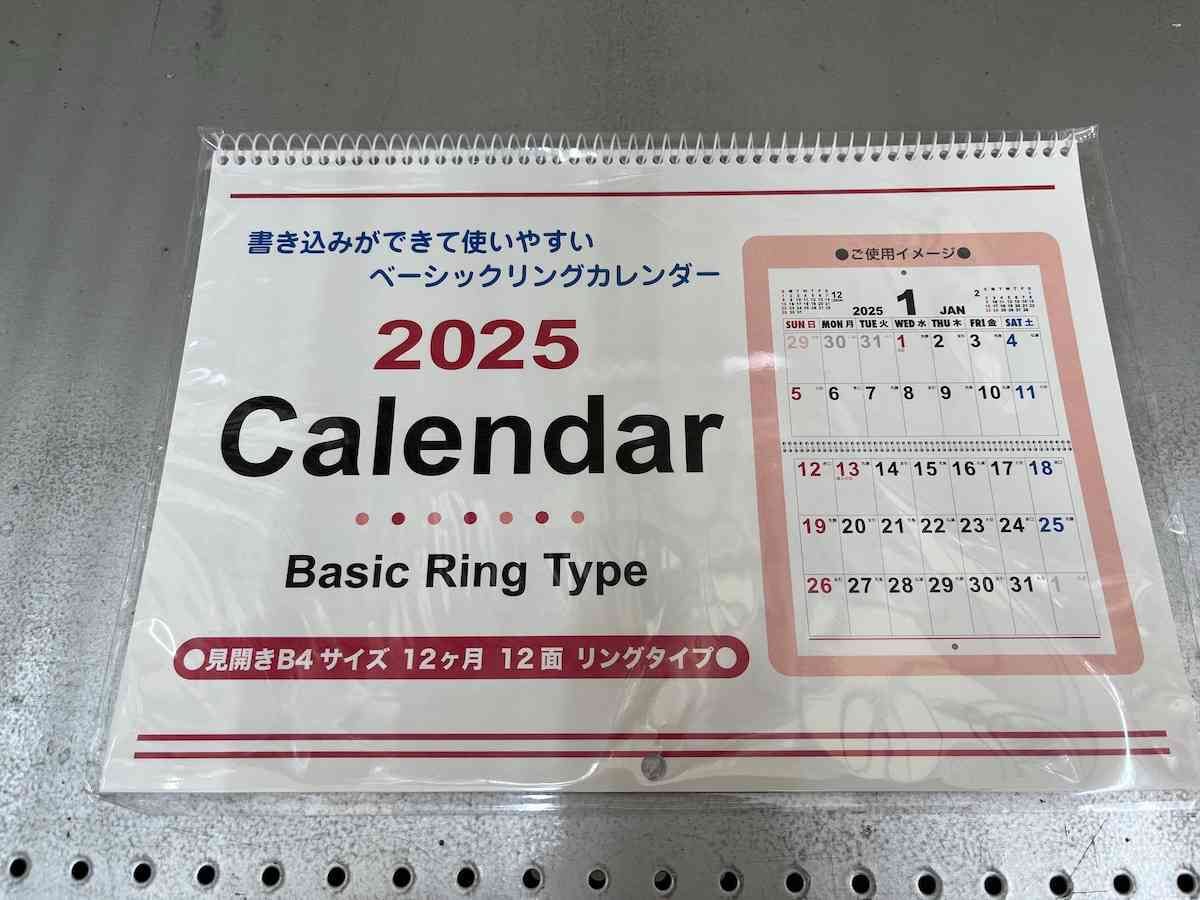 書き込みができて使いやすい
ベーシックリングカレンダー
2025
Calendar
Basic Ring Type
●見開きB4サイズ 12ヶ月 12面 リングタイプ●
●ご使用イメージ●
12 2025 1 JAN 2
SUN日 MON月 TUE火 WED水 THU木 FRI金 SAT土
29 30 31 1 2 3 4
5 6 7 8 9 10 11
12 13 14 15 16 17 18
19 20 21 22 23 24 25
26 27 28 29 30 31 1